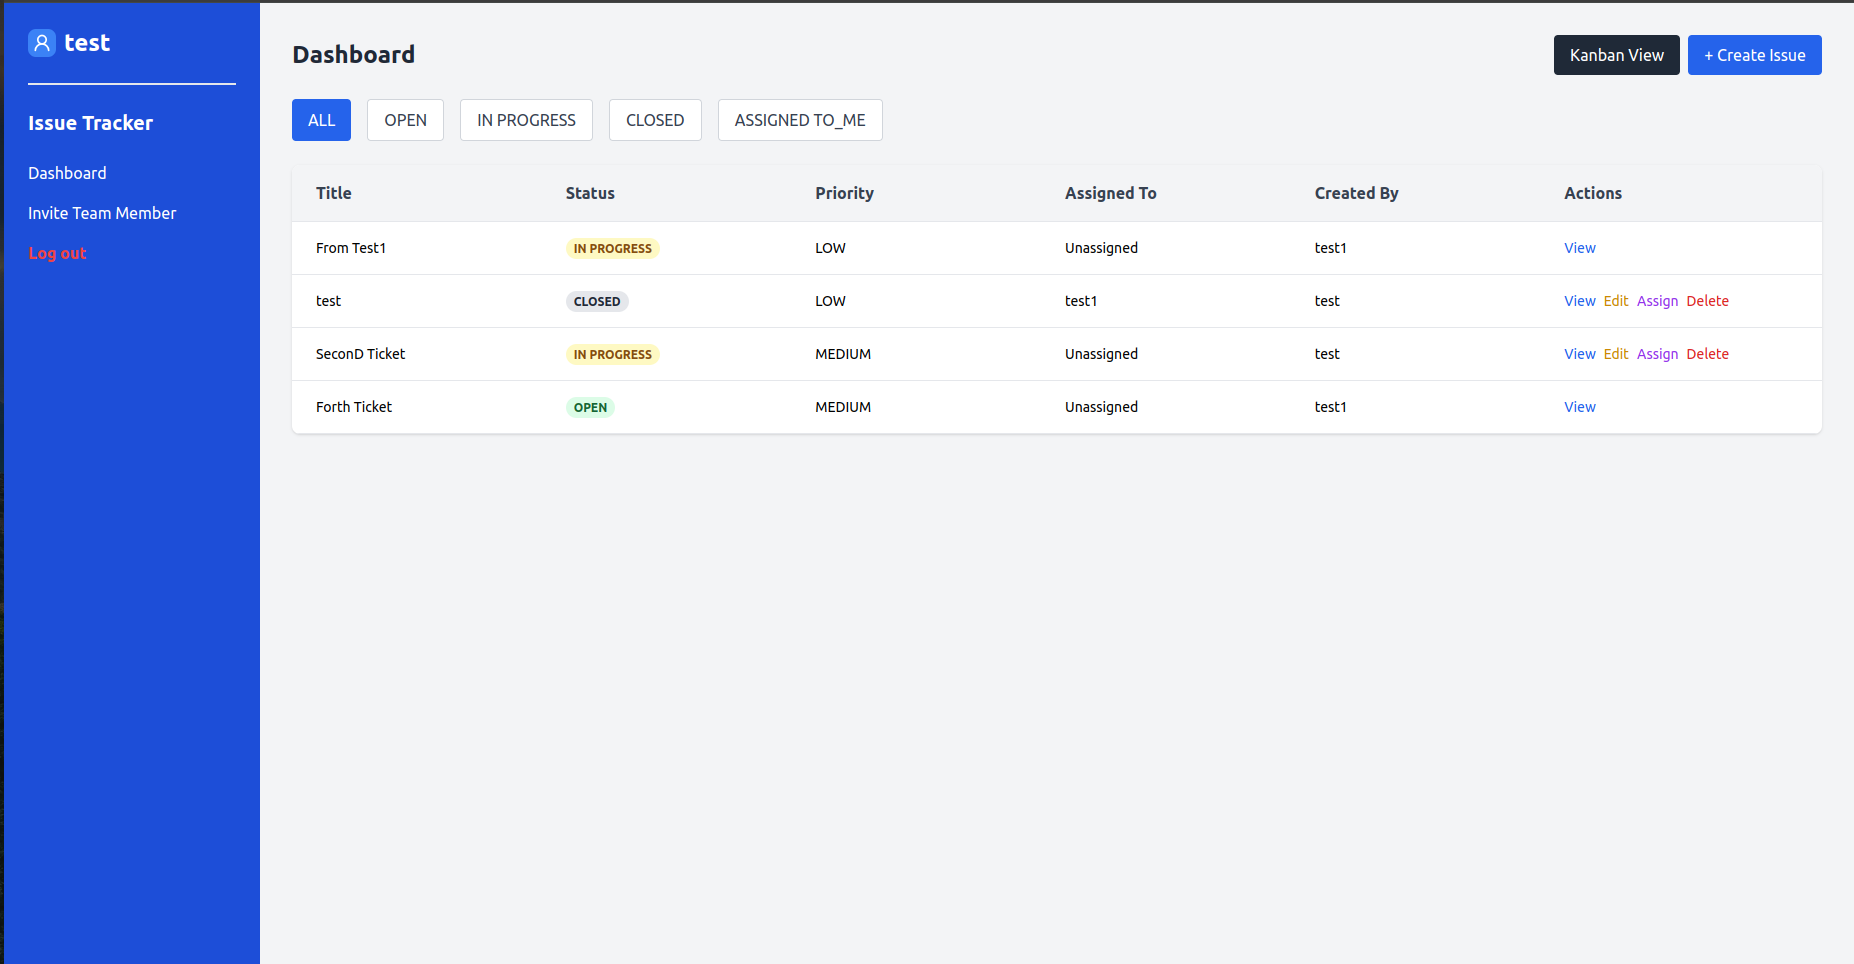 test
Issue Tracker
Dashboard
Invite Team Member
Log out
Dashboard
Kanban View + Create Issue
ALL OPEN IN PROGRESS CLOSED ASSIGNED TO_ME
Title Status Priority Assigned To Created By Actions
From Test1 IN PROGRESS LOW Unassigned test1 View
test CLOSED LOW test1 test View Edit Assign Delete
SeconD Ticket IN PROGRESS MEDIUM Unassigned test View Edit Assign Delete
Forth Ticket OPEN MEDIUM Unassigned test1 View